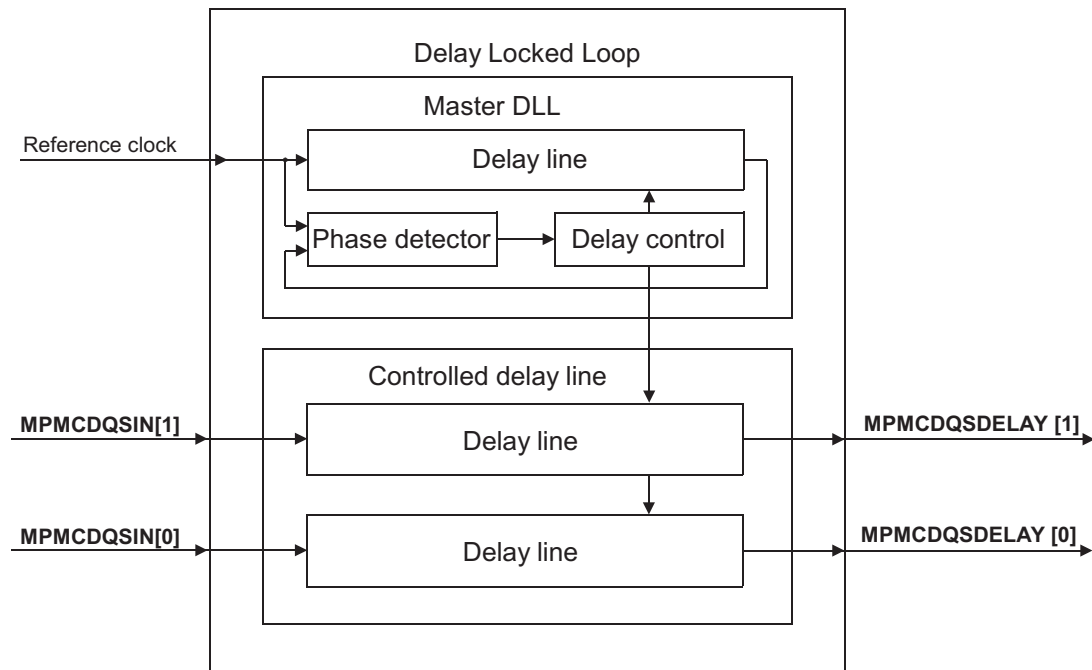 Delay Locked Loop
Master DLL
Reference clock
Delay line
Phase detector
Delay control
Controlled delay line
MPMCDQSIN[1]
Delay line
MPMCDQSDELAY [1]
MPMCDQSIN[0]
Delay line
MPMCDQSDELAY [0]